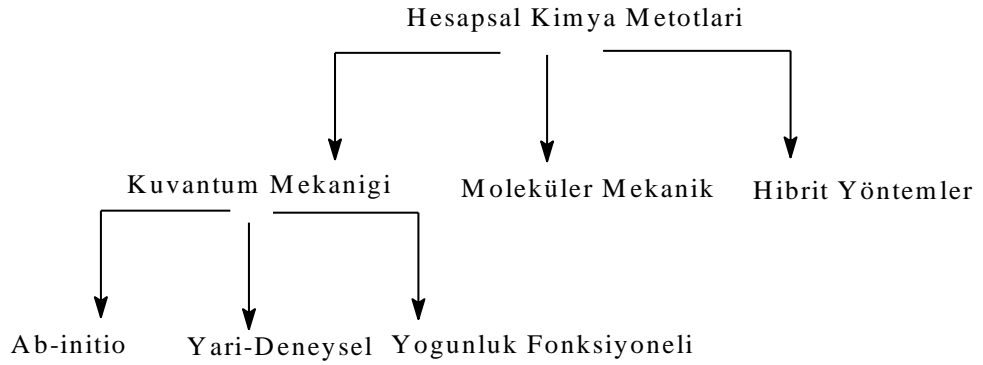 Hesapsal Kimya Metotlari
Kuvantum Mekanigi Moleküler Mekanik Hibrit Yöntemler
Ab-initio Yari-Deneysel Yogunluk Fonksiyoneli